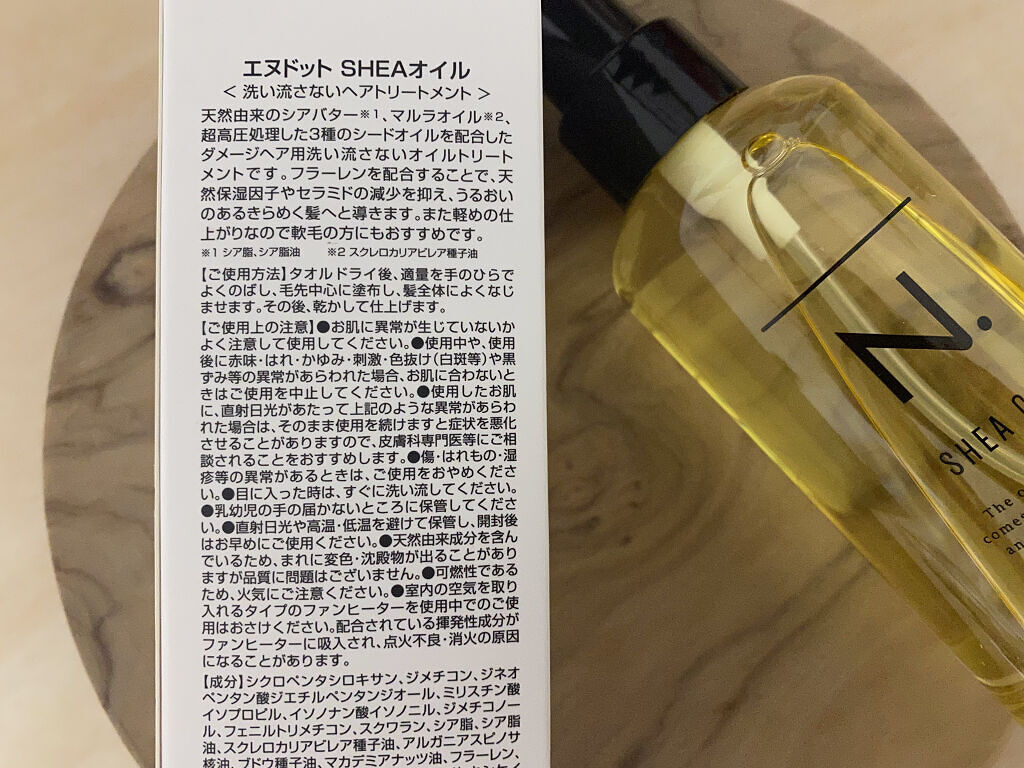 エヌドット SHEAオイル
< 洗い流さないヘアトリートメント >
天然由来のシアバター※1、マルラオイル※2、
超高圧処理した3種のシードオイルを配合した
ダメージヘア用洗い流さないオイルトリート
メントです。フラーレンを配合することで、天
然保湿因子やセラミドの減少を抑え、うるおい
のあるきらめく髪へと導きます。また軽めの仕
上がりなので軟毛の方にもおすすめです。
※1 シア脂、シア脂油 ※2 スクレロカリアビレア種子油
【ご使用方法】タオルドライ後、適量を手のひらで
よくのばし、毛先中心に塗布し、髪全体によくなじ
ませます。その後、乾かして仕上げます。
【ご使用上の注意】●お肌に異常が生じていないか
よく注意して使用してください。●使用中や、使用
後に赤味・はれ・かゆみ・刺激・色抜け(白斑等)や黒
ずみ等の異常があらわれた場合、お肌に合わないと
きはご使用を中止してください。●使用したお肌
に、直射日光があたって上記のような異常があらわ
れた場合は、そのまま使用を続けますと症状を悪化
させることがありますので、皮膚科専門医等にご相
談されることをおすすめします。●傷・はれもの・湿
疹等の異常があるときは、ご使用をおやめくださ
い。●目に入った時は、すぐに洗い流してください。
●乳幼児の手の届かないところに保管してくださ
い。●直射日光や高温・低温を避けて保管し、開封後
はお早めにご使用ください。●天然由来成分を含ん
でいるため、まれに変色・沈殿物が出ることがあり
ますが品質に問題はございません。●可燃性である
ため、火気にご注意ください。●室内の空気を取り
入れるタイプのファンヒーターを使用中でのご使
用はおさけください。配合されている揮発性成分が
ファンヒーターに吸入され、点火不良・消火の原因
になることがあります。
【成分】シクロペンタシロキサン、ジメチコン、ジネオ
ペンタン酸ジエチルペンタンジオール、ミリスチン酸
イソプロピル、イソノナン酸イソノニル、ジメチコノー
ル、フェニルトリメチコン、スクワラン、シア脂、シア脂
油、スクレロカリアビレア種子油、アルガニアスピノサ
核油、ブドウ種子油、マカデミアナッツ油、フラーレン、
N.
SHEA O
The o
come
an